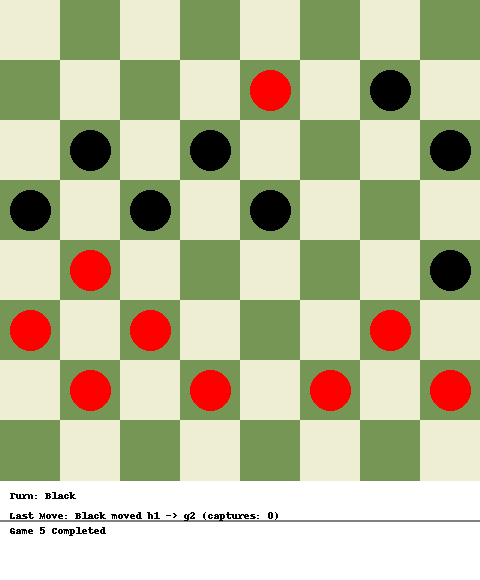 Turn: Black
Last Move: Black moved h1 -> g2 (captures: 0)
Game 5 Completed